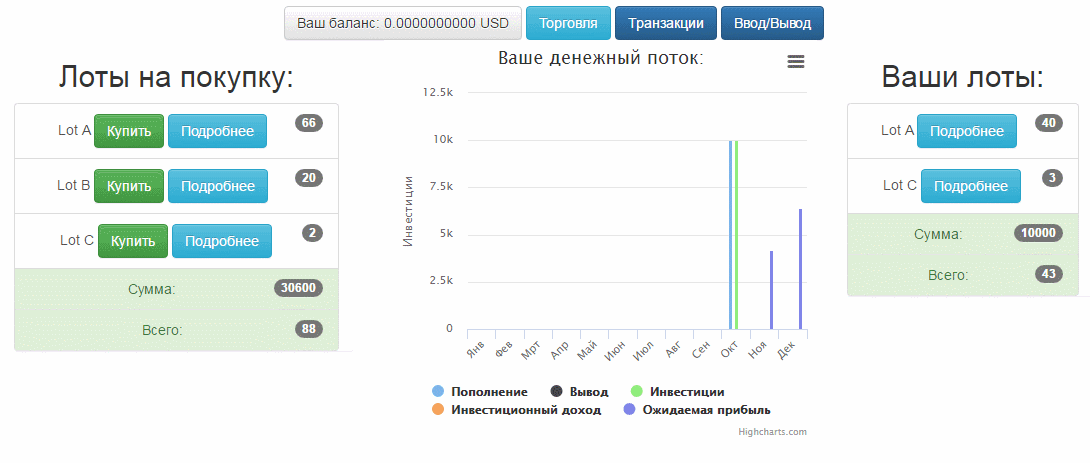 Ваш баланс: 0.0000000000 USD Торговля Транзакции Ввод/Вывод
Лоты на покупку:
Lot A Купить Подробнее 66
Lot B Купить Подробнее 20
Lot C Купить Подробнее 2
Сумма: 30600
Всего: 88
Ваше денежный поток:
Инвестиции
12.5k
10k
7.5k
5k
2.5k
0
Янв Фев Мрт Апр Май Июн Июл Авг Сен Окт Ноя Дек
Пополнение Вывод Инвестиции
Инвестиционный доход Ожидаемая прибыль
Highcharts.com
Ваши лоты:
Lot A Подробнее 40
Lot C Подробнее 3
Сумма: 10000
Всего: 43